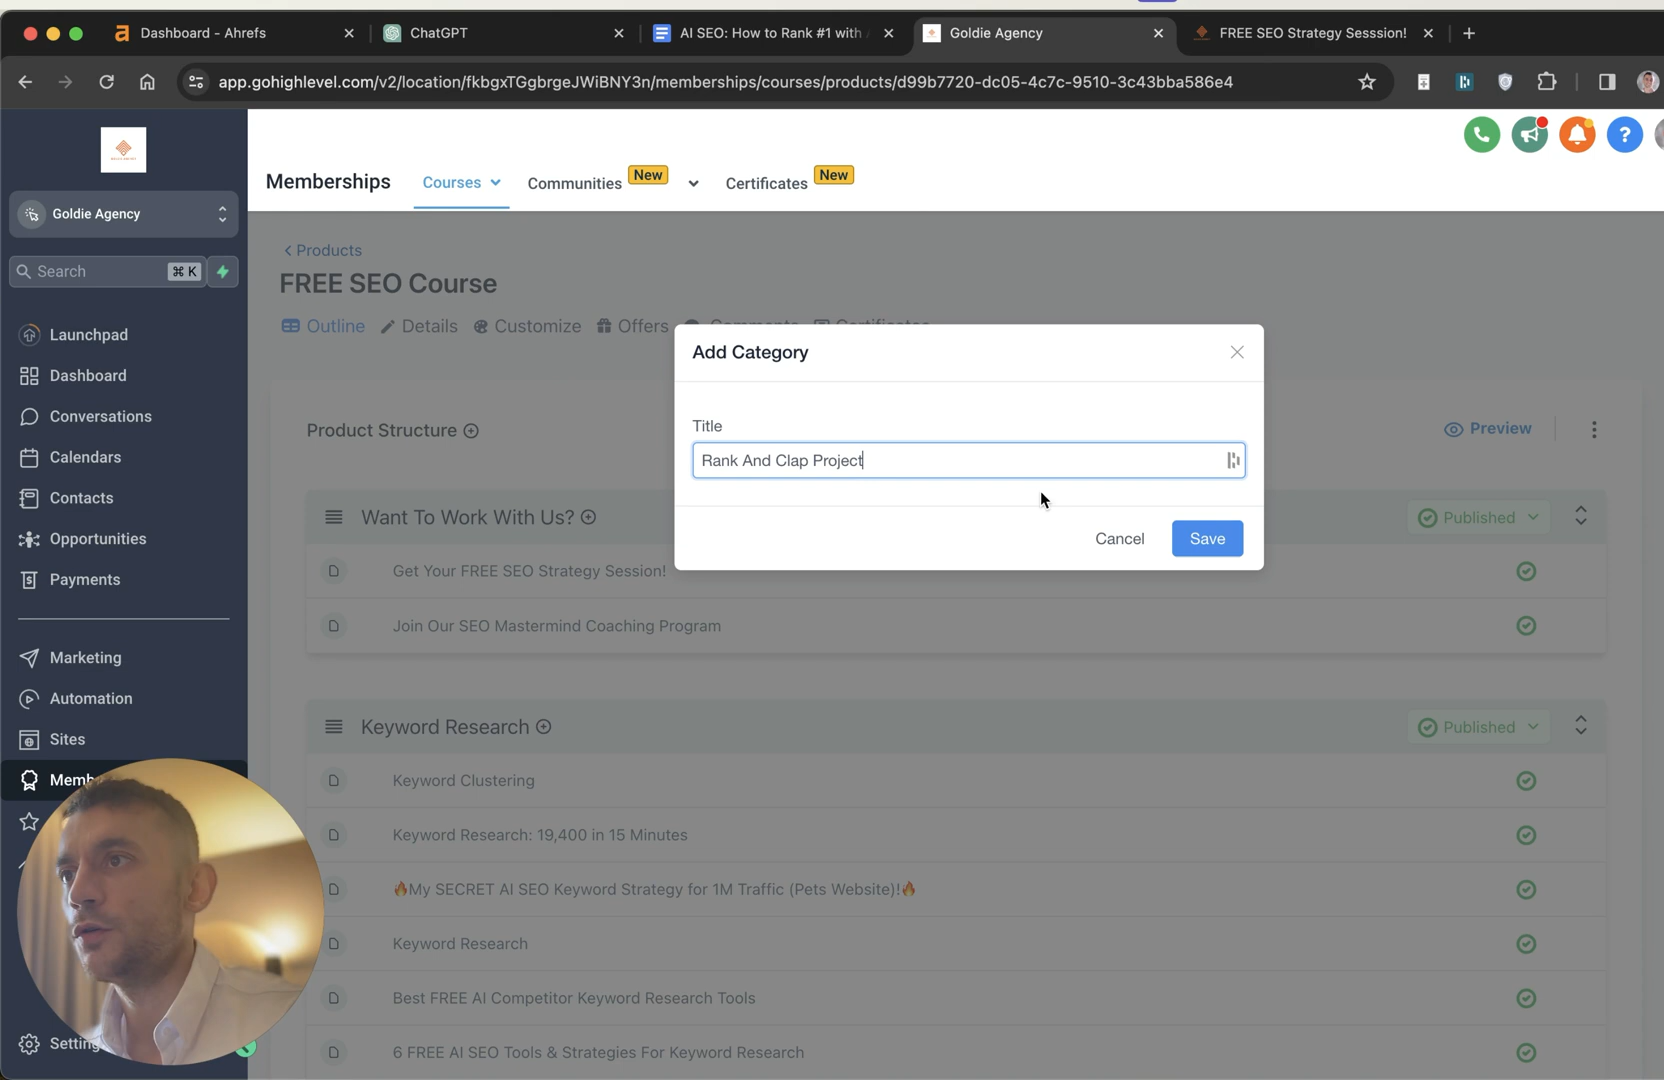 Dashboard - Ahrefs
ChatGPT
AI SEO: How to Rank #1 with
Goldie Agency
FREE SEO Strategy Sesssion!
app.gohighlevel.com/v2/location/fkbgxTGgbrgeJWiBNY3n/memberships/courses/products/d99b7720-dc05-4c7c-9510-3c43bba586e4
Memberships
Courses
Communities
New
Certificates
New
Goldie Agency
Search
⌘ K
Launchpad
Dashboard
Conversations
Calendars
Contacts
Opportunities
Payments
Marketing
Automation
Sites
Memb
Setting
Products
FREE SEO Course
Outline
Details
Customize
Offers
Comments
Certificates
Add Category
Title
Rank And Clap Project
Cancel
Save
Product Structure
Preview
Want To Work With Us?
Published
Get Your FREE SEO Strategy Session!
Join Our SEO Mastermind Coaching Program
Keyword Research
Published
Keyword Clustering
Keyword Research: 19,400 in 15 Minutes
🔥My SECRET AI SEO Keyword Strategy for 1M Traffic (Pets Website)!🔥
Keyword Research
Best FREE AI Competitor Keyword Research Tools
6 FREE AI SEO Tools & Strategies For Keyword Research